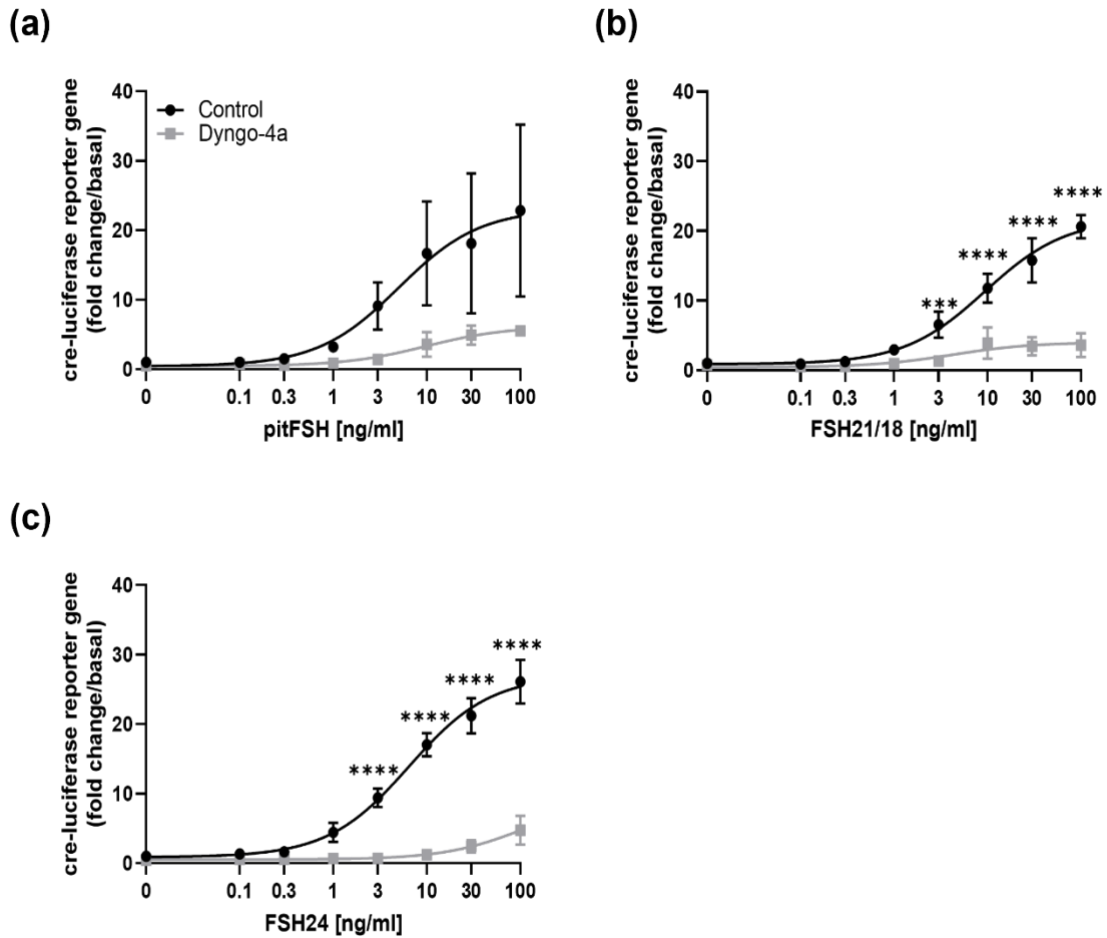 (a)
cre-luciferase reporter gene
(fold change/basal)
40
30
20
10
0
Control
Dyngo-4a
0 0.1 0.3 1 3 10 30 100
pitFSH [ng/ml]
(b)
cre-luciferase reporter gene
(fold change/basal)
40
30
20
10
0
***
****
****
****
0 0.1 0.3 1 3 10 30 100
FSH21/18 [ng/ml]
(c)
cre-luciferase reporter gene
(fold change/basal)
40
30
20
10
0
****
****
****
****
0 0.1 0.3 1 3 10 30 100
FSH24 [ng/ml]